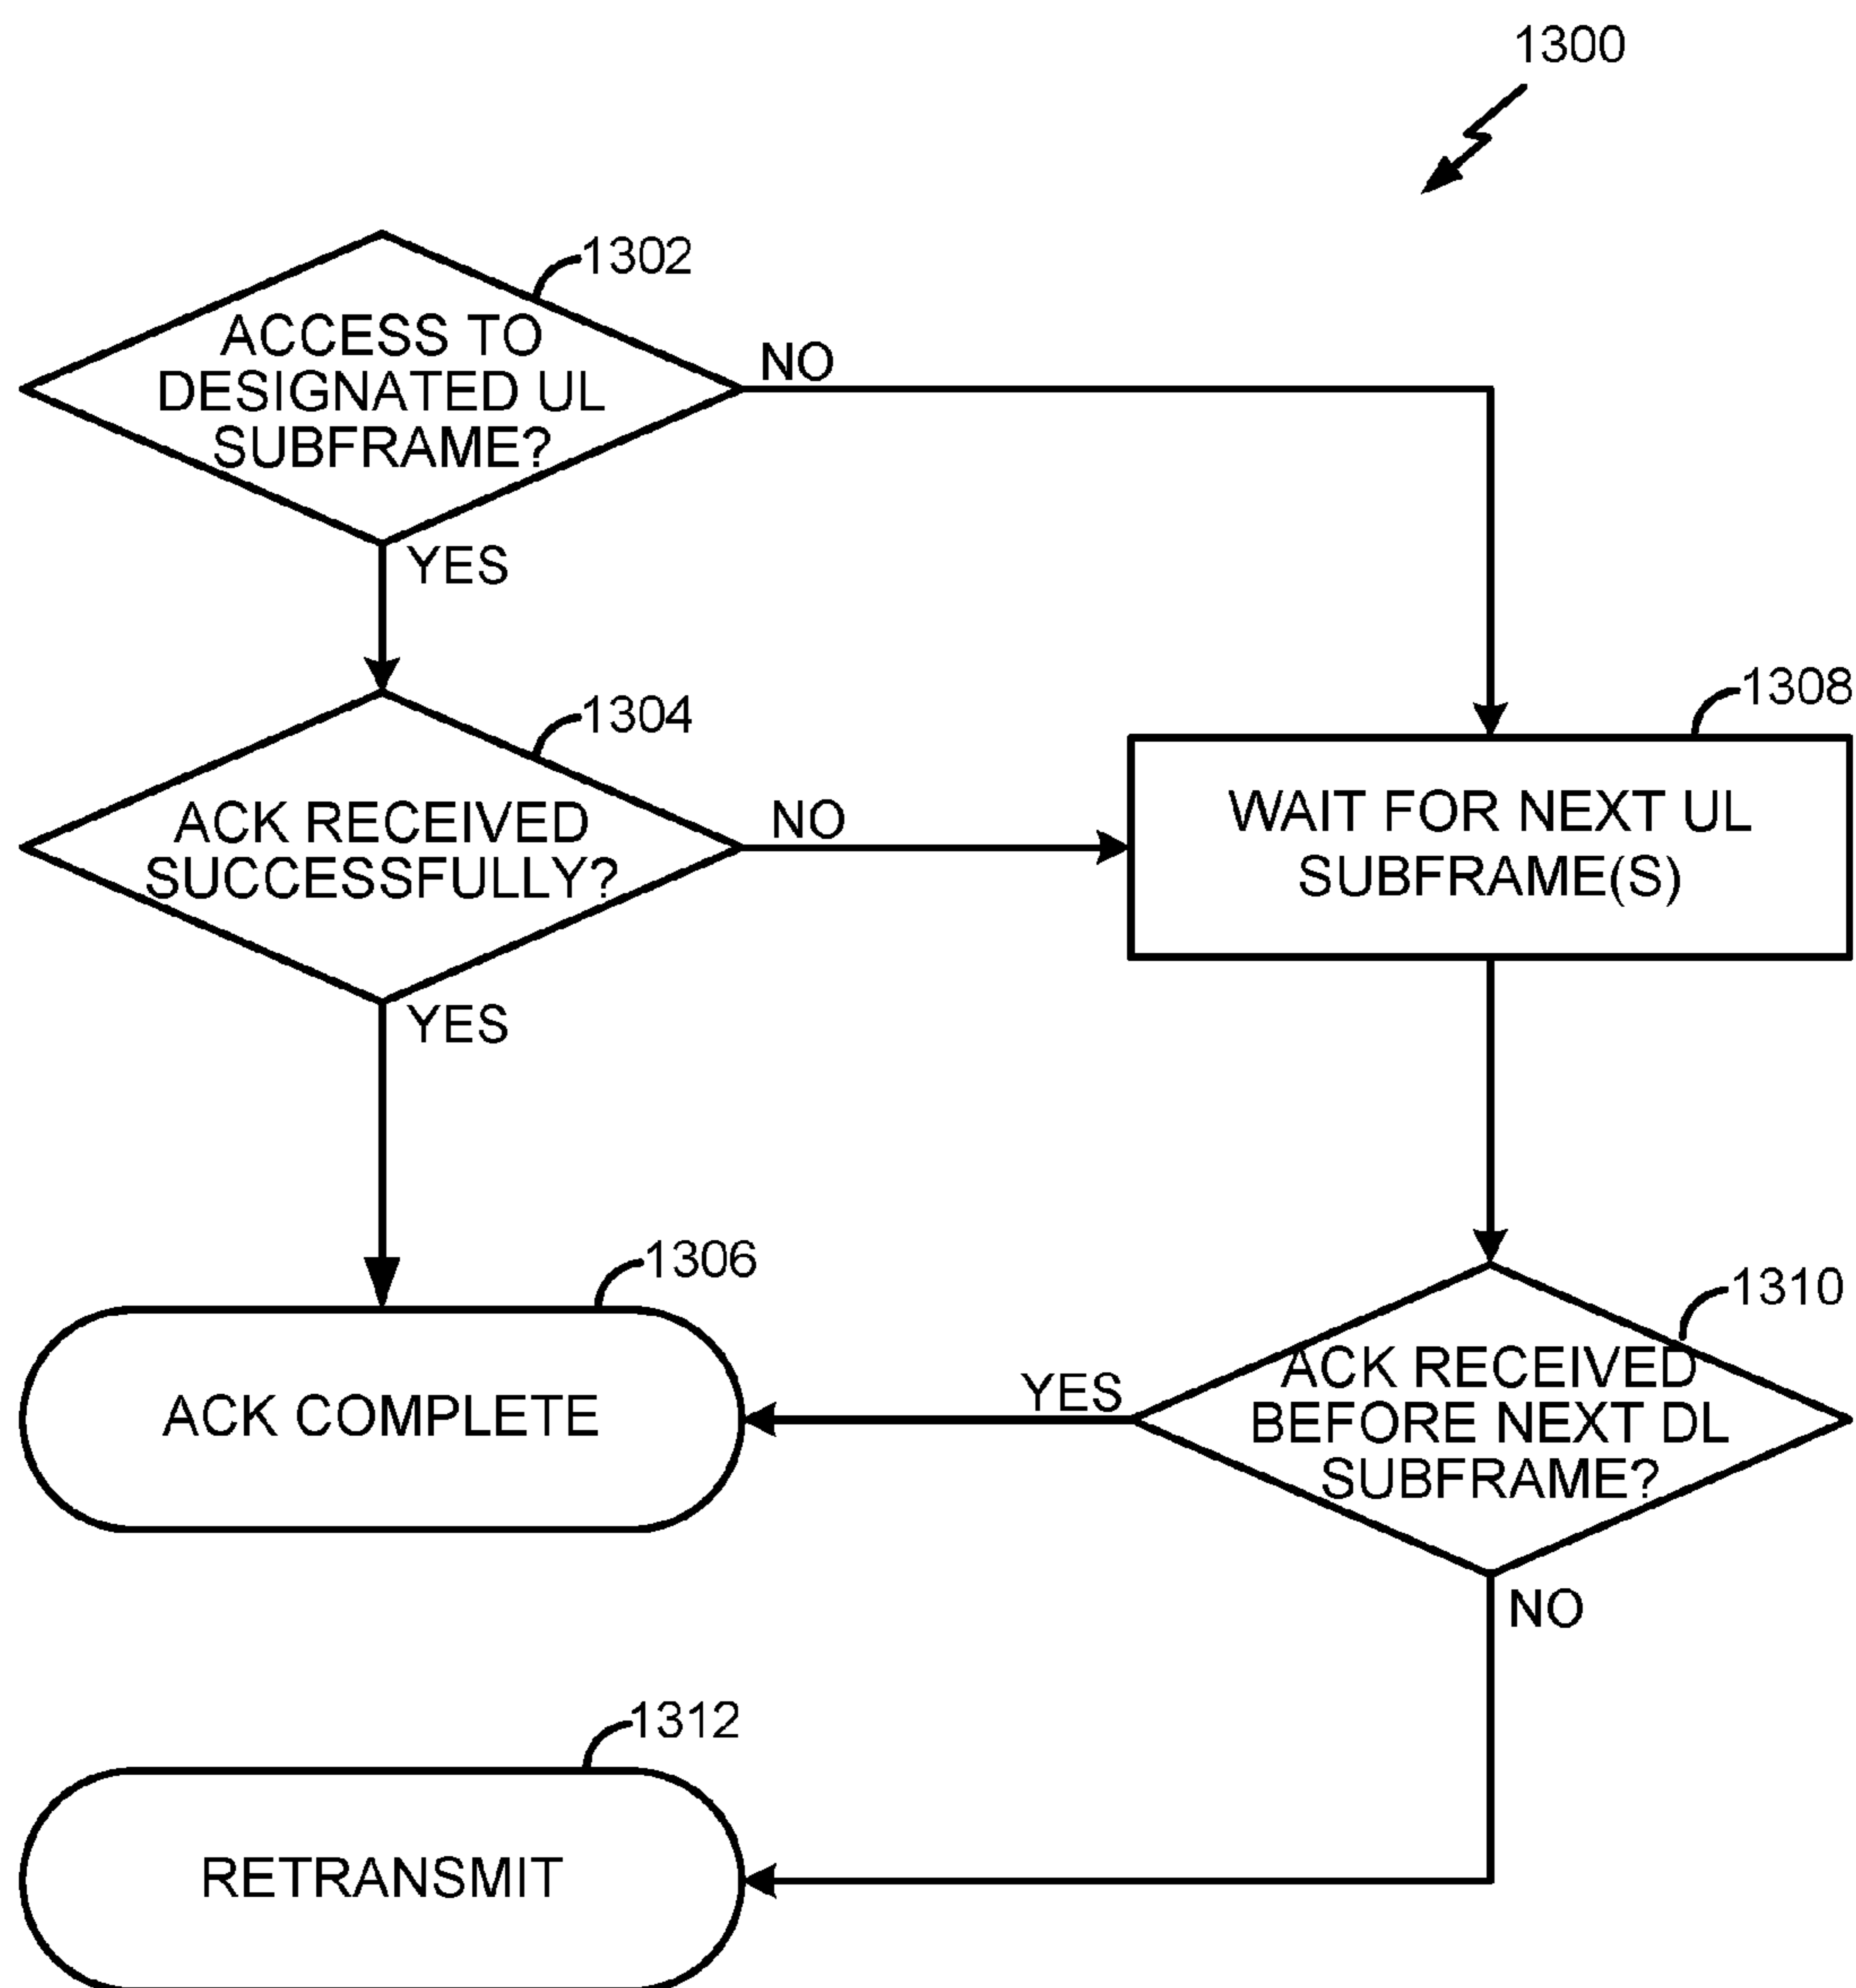 1300
1302
ACCESS TO
DESIGNATED UL
SUBFRAME?
NO
YES
1304
ACK RECEIVED
SUCCESSFULLY?
NO
YES
1308
WAIT FOR NEXT UL
SUBFRAME(S)
1306
ACK COMPLETE
1310
ACK RECEIVED
BEFORE NEXT DL
SUBFRAME?
YES
NO
1312
RETRANSMIT